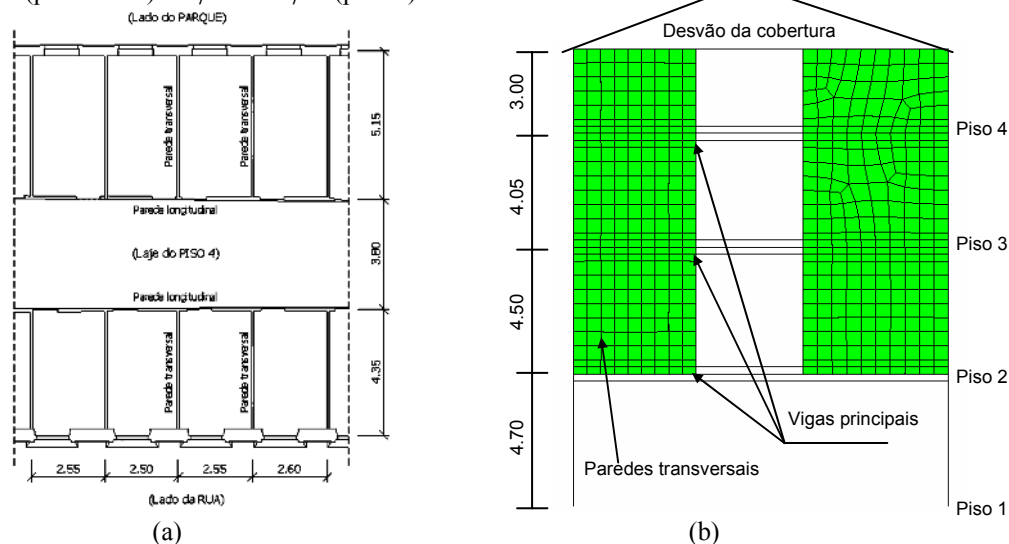 (Lado do PARQUE)
Parede transversal
Parede transversal
5.15
Parede longitudinal
(Laje do PISO 4)
3.80
Parede longitudinal
Parede transversal
Parede transversal
4.35
2.55
2.50
2.55
2.60
(Lado da RUA)
(a)
Desvão da cobertura
3.00
Piso 4
4.05
Piso 3
4.50
Piso 2
4.70
Vigas principais
Paredes transversais
Piso 1
(b)